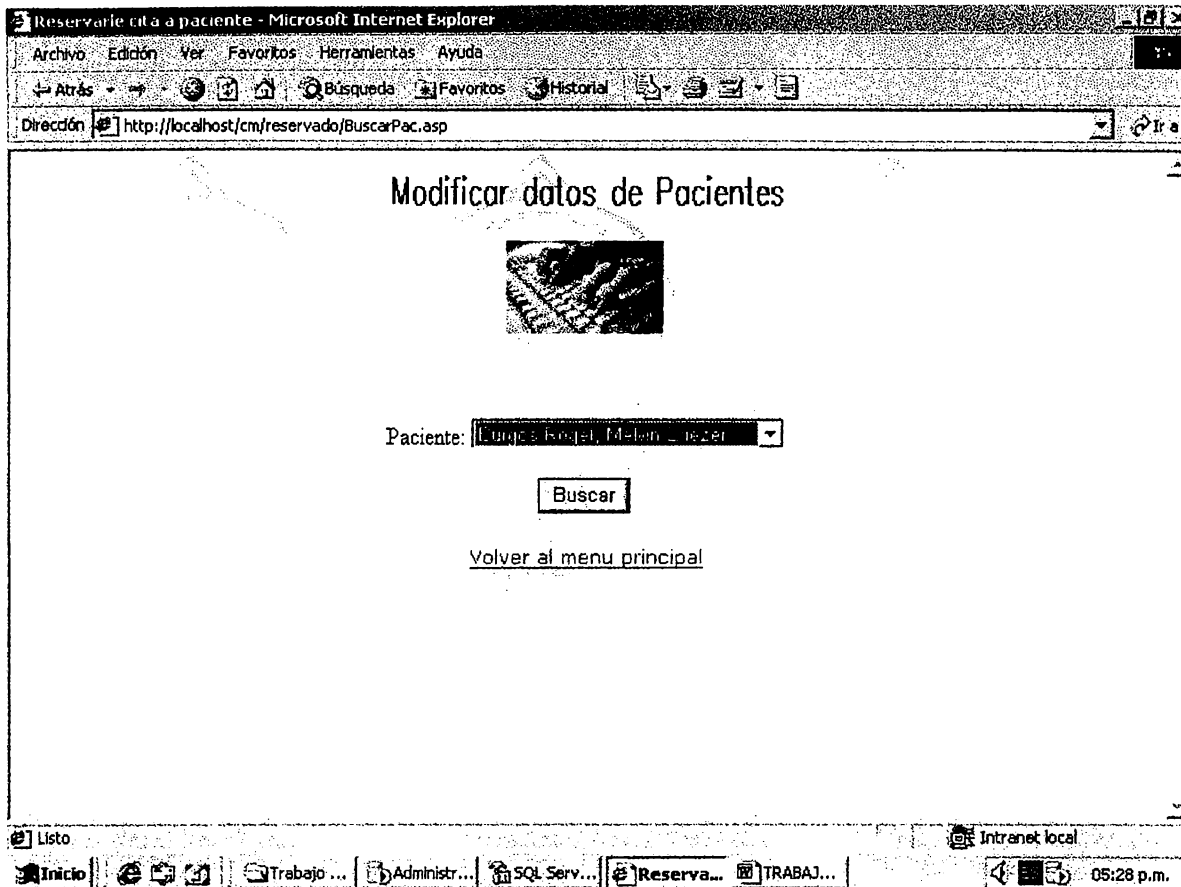 Reservarle cita a paciente - Microsoft Internet Explorer
Archivo Edición Ver Favoritos Herramientas Ayuda
Atrás Búsqueda Favoritos Historial
Dirección http://localhost/cm/reservado/BuscarPac.asp Ir a
Modificar datos de Pacientes
Paciente:
Buscar
Volver al menu principal
Listo Intranet local
Inicio Trabajo ... Administr... SQL Serv... Reserva... TRABAJ... 05:28 p.m.